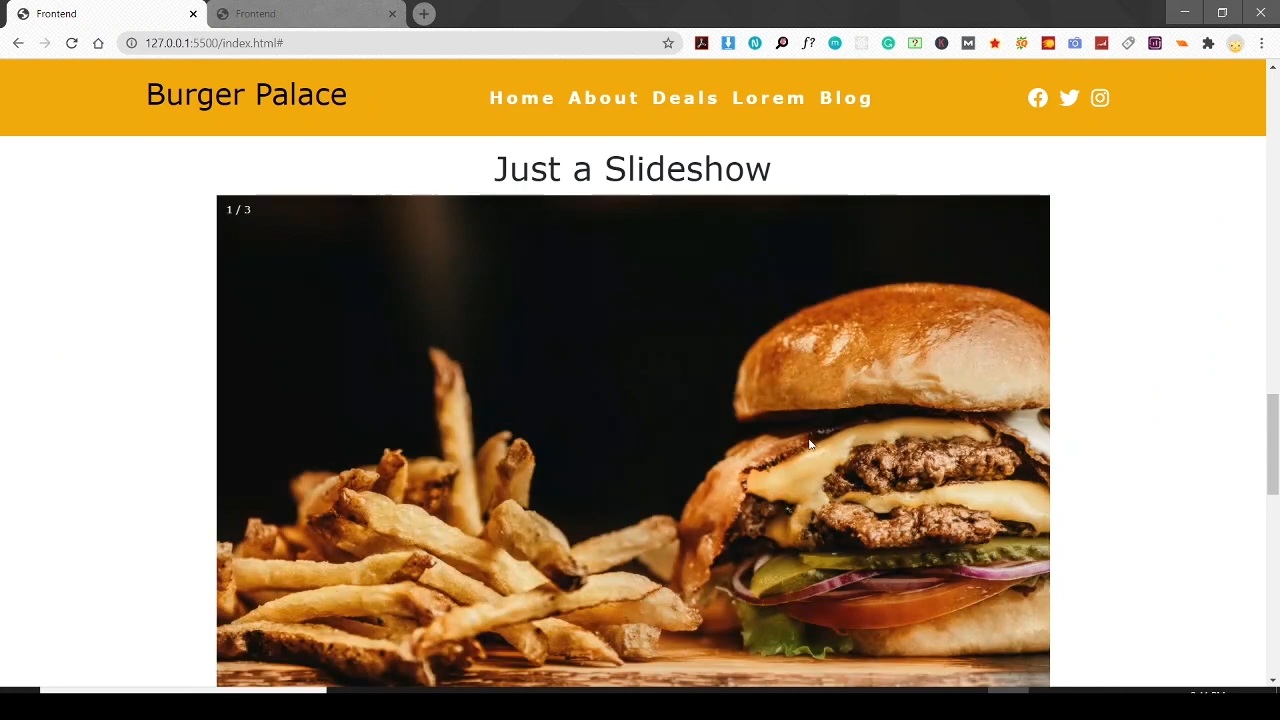 Frontend
Frontend
127.0.0.1:5500/index.html#
Burger Palace
Home About Deals Lorem Blog
Just a Slideshow
1 / 3